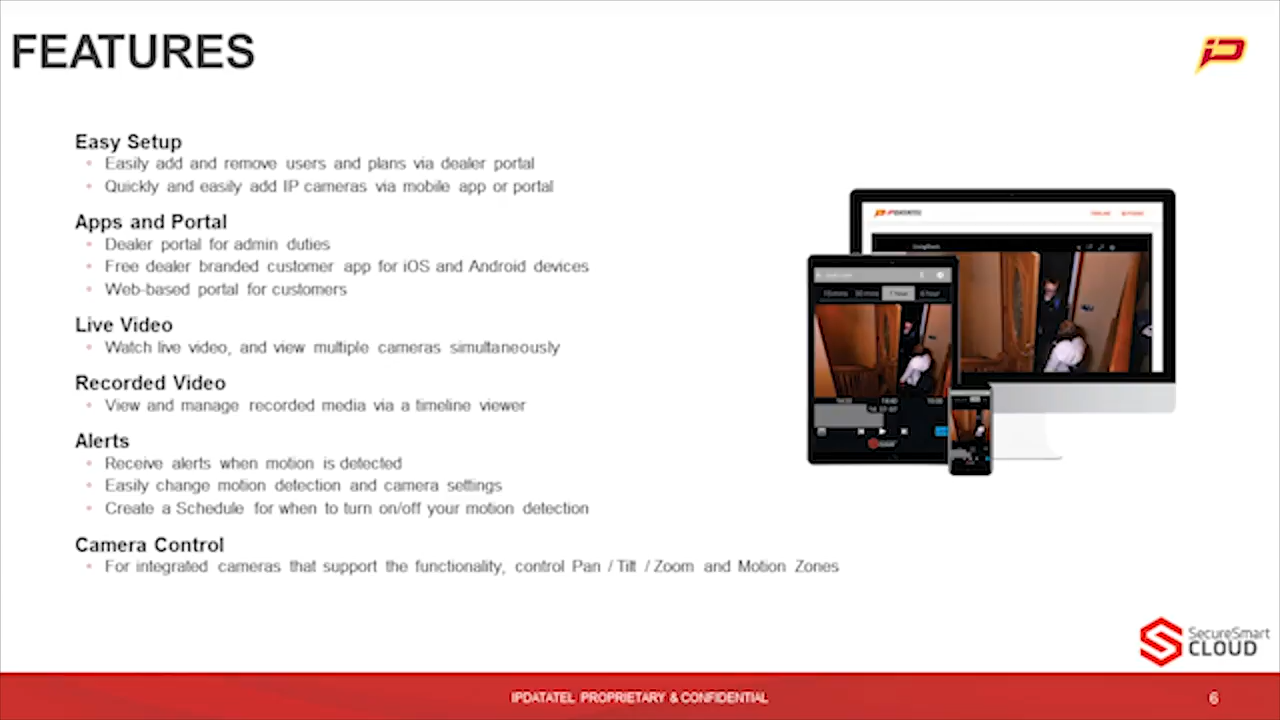 FEATURES
iD
Easy Setup
• Easily add and remove users and plans via dealer portal
• Quickly and easily add IP cameras via mobile app or portal
Apps and Portal
• Dealer portal for admin duties
• Free dealer branded customer app for iOS and Android devices
• Web-based portal for customers
Live Video
• Watch live video, and view multiple cameras simultaneously
Recorded Video
• View and manage recorded media via a timeline viewer
Alerts
• Receive alerts when motion is detected
• Easily change motion detection and camera settings
• Create a Schedule for when to turn on/off your motion detection
Camera Control
• For integrated cameras that support the functionality, control Pan / Tilt / Zoom and Motion Zones
IPDATATEL
1 hour
6 hour
SecureSmart
CLOUD
IPDATATEL PROPRIETARY & CONFIDENTIAL
6